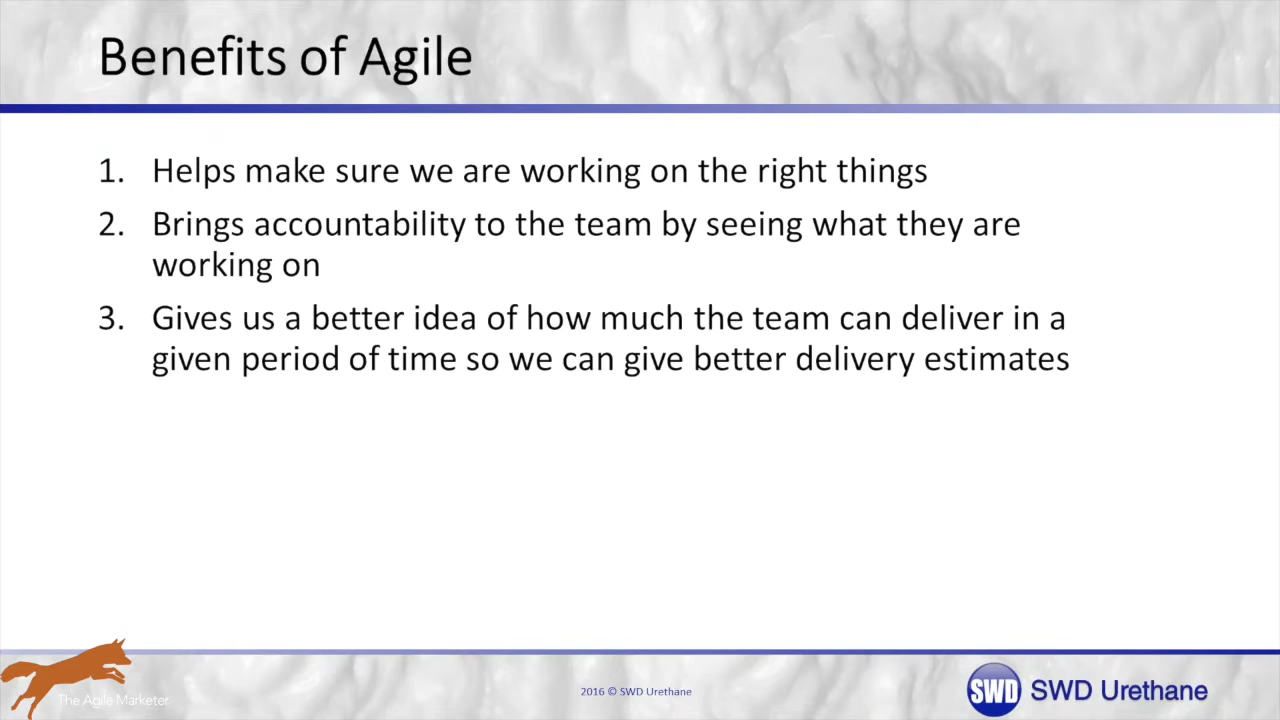 Benefits of Agile
1. Helps make sure we are working on the right things
2. Brings accountability to the team by seeing what they are
working on
3. Gives us a better idea of how much the team can deliver in a
given period of time so we can give better delivery estimates
The Agile Marketer
2016 © SWD Urethane
SWD SWD Urethane